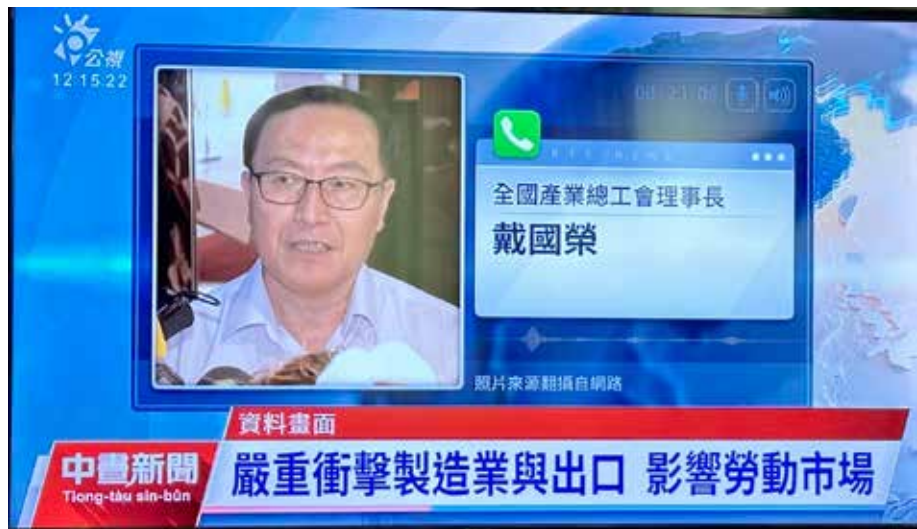 公視
12:15:22
全國產業總工會理事長
戴國榮
照片來源翻攝自網路
資料畫面
中晝新聞
Tiong-tàu sin-bûn
嚴重衝擊製造業與出口 影響勞動市場